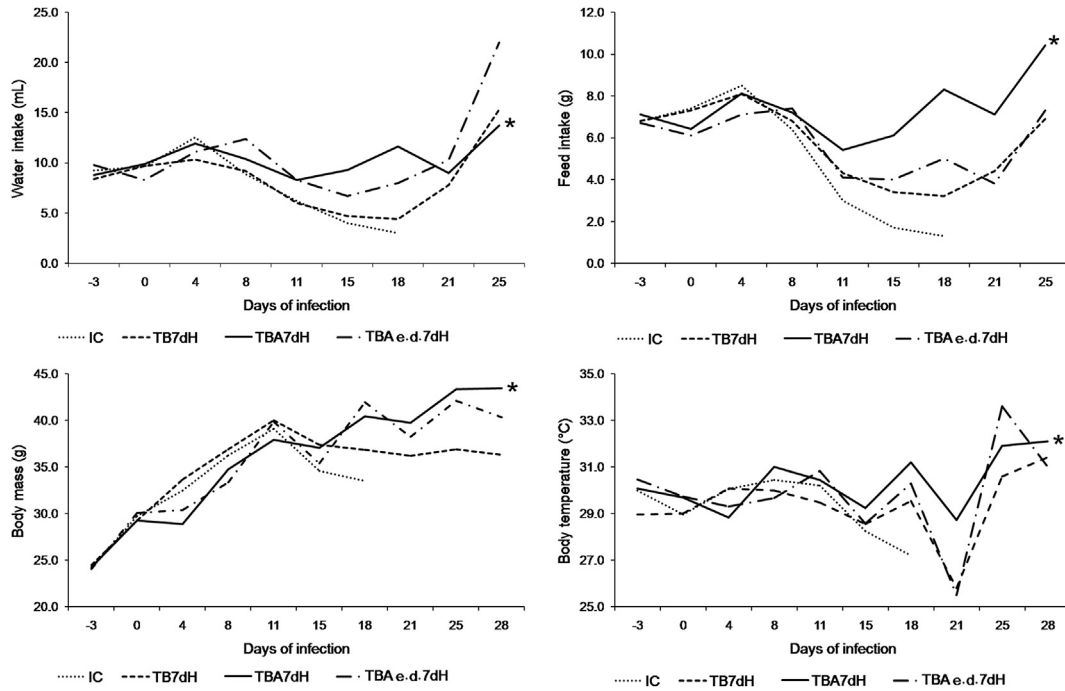 25.0
20.0
15.0
10.0
5.0
0.0
Water intake (mL)
*
-3 0 4 8 11 15 18 21 25
Days of infection
IC TB7dH TBA7dH TBA e.d.7dH
12.0
10.0
8.0
6.0
4.0
2.0
0.0
Feed intake (g)
*
-3 0 4 8 11 15 18 21 25
Days of infection
IC TB7dH TBA7dH TBA e.d.7dH
45.0
40.0
35.0
30.0
25.0
20.0
Body mass (g)
*
-3 0 4 8 11 15 18 21 25 28
Days of infection
IC TB7dH TBA7dH TBA e.d.7dH
35.0
33.0
31.0
29.0
27.0
25.0
Body temperature (°C)
*
-3 0 4 8 11 15 18 21 25 28
Days of infection
IC TB7dH TBA7dH TBA e.d.7dH